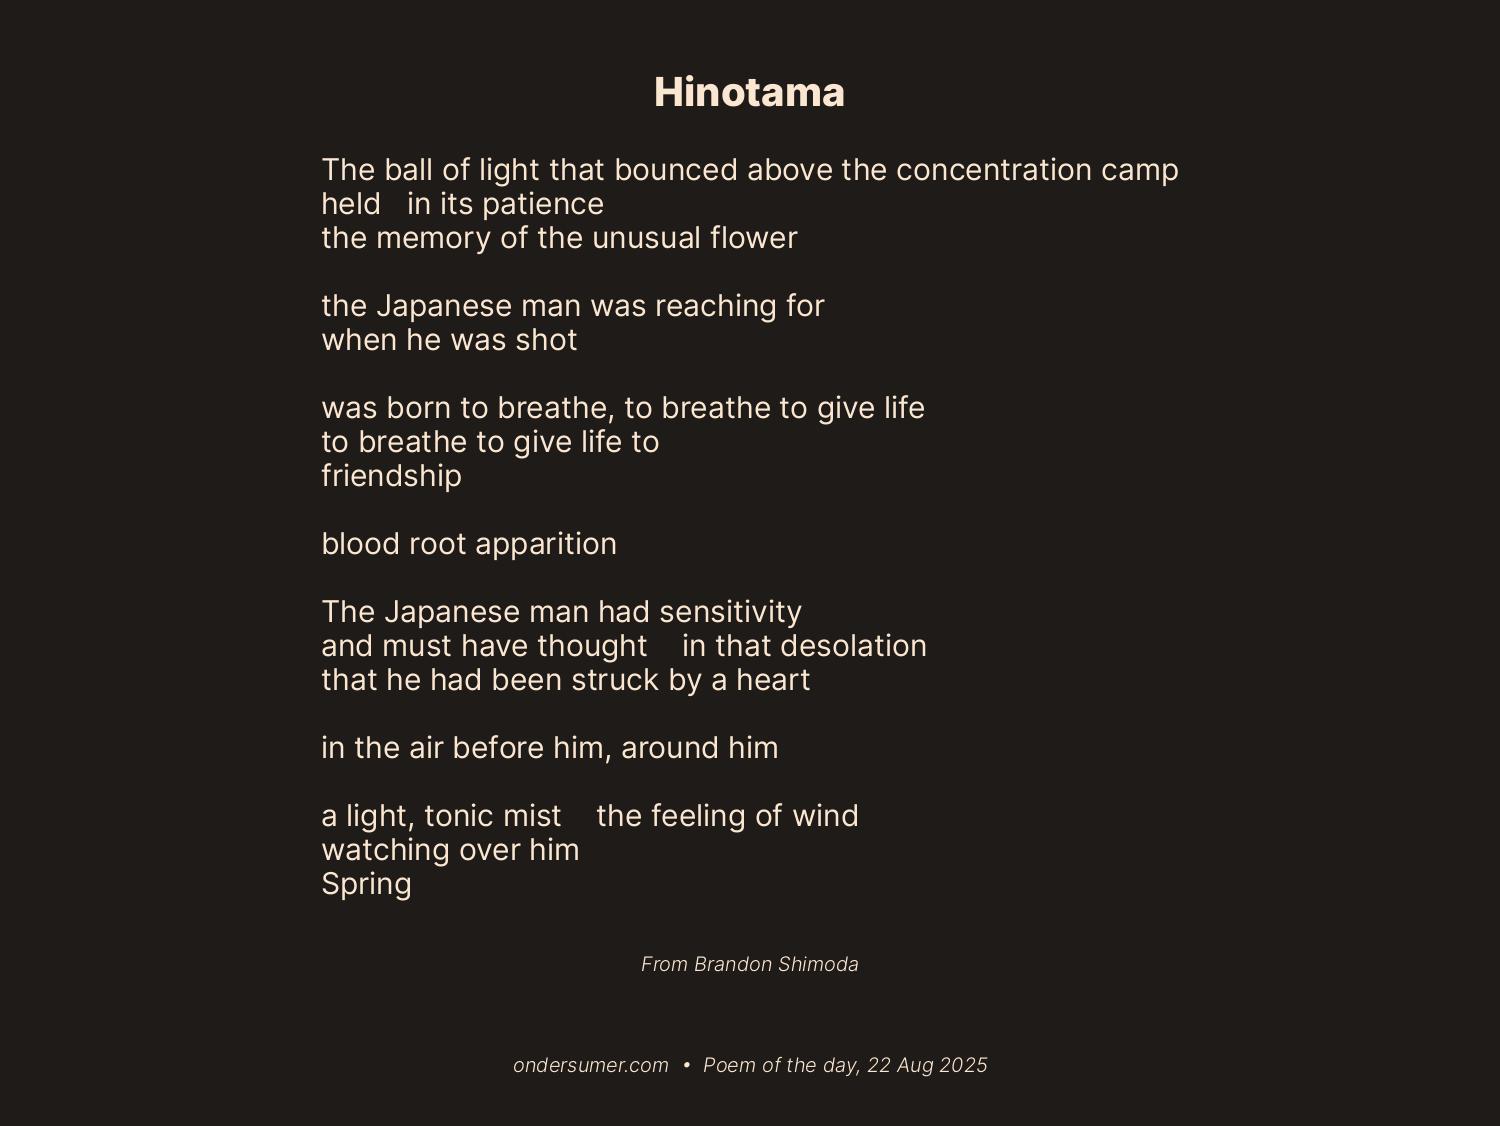 Hinotama
The ball of light that bounced above the concentration camp
held   in its patience
the memory of the unusual flower
the Japanese man was reaching for
when he was shot
was born to breathe, to breathe to give life
to breathe to give life to
friendship
blood root apparition
The Japanese man had sensitivity
and must have thought    in that desolation
that he had been struck by a heart
in the air before him, around him
a light, tonic mist    the feeling of wind
watching over him
Spring
From Brandon Shimoda
ondersumer.com • Poem of the day, 22 Aug 2025